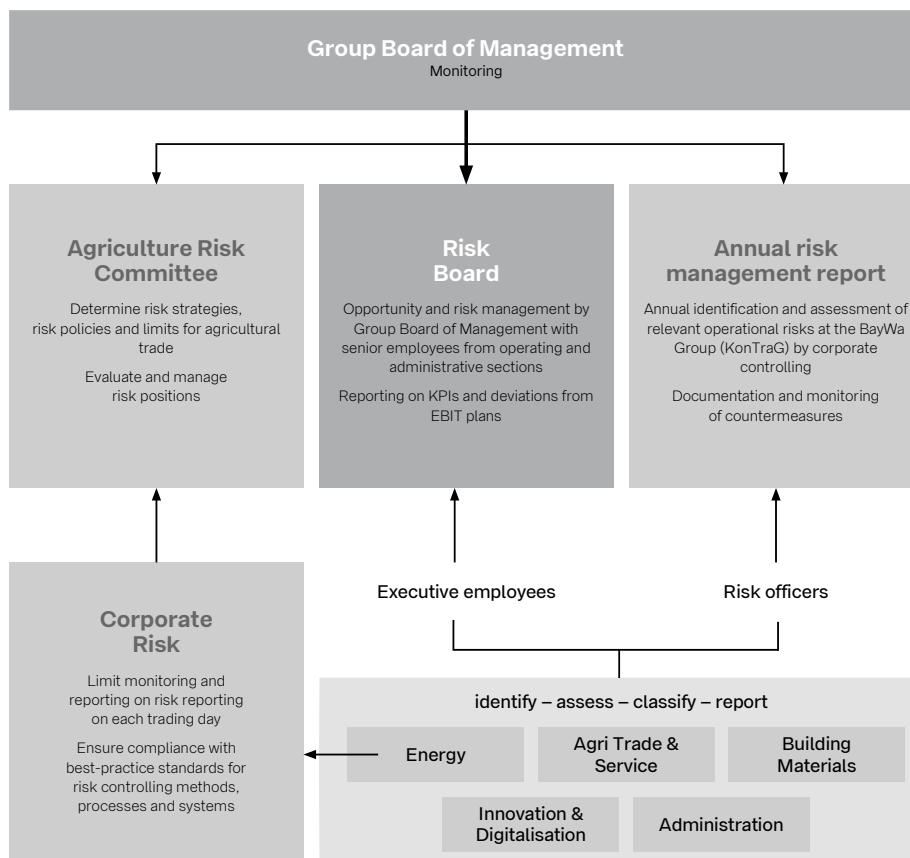 Group Board of Management
Monitoring
Agriculture Risk
Committee
Determine risk strategies,
risk policies and limits for agricultural
trade
Evaluate and manage
risk positions
Risk
Board
Opportunity and risk management by
Group Board of Management with
senior employees from operating and
administrative sections
Reporting on KPIs and deviations from
EBIT plans
Annual risk
management report
Annual identification and assessment of
relevant operational risks at the BayWa
Group (KonTraG) by corporate
controlling
Documentation and monitoring
of countermeasures
Corporate
Risk
Limit monitoring and
reporting on risk reporting
on each trading day
Ensure compliance with
best-practice standards for
risk controlling methods,
processes and systems
Executive employees
Risk officers
identify – assess – classify – report
Energy
Agri Trade &
Service
Building
Materials
Innovation &
Digitalisation
Administration